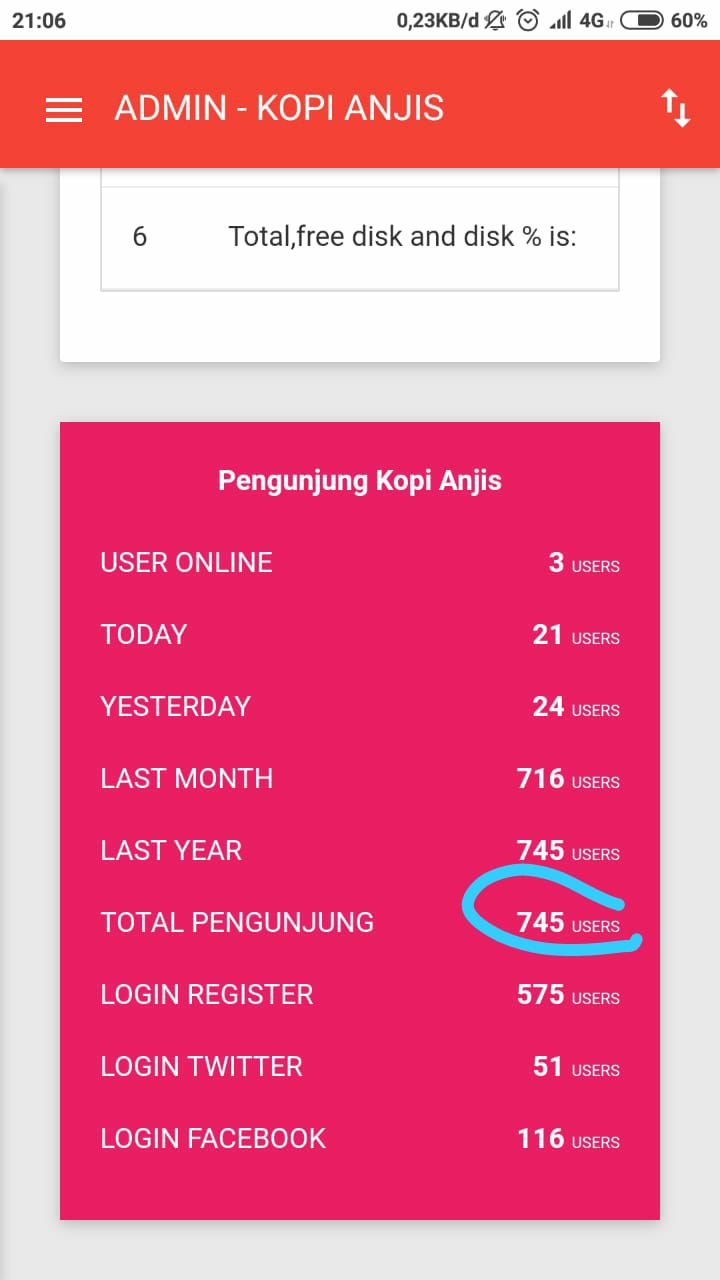 21:06 0,23KB/d 4G 60%
ADMIN - KOPI ANJIS
6 Total,free disk and disk % is:
Pengunjung Kopi Anjis
USER ONLINE 3 USERS
TODAY 21 USERS
YESTERDAY 24 USERS
LAST MONTH 716 USERS
LAST YEAR 745 USERS
TOTAL PENGUNJUNG 745 USERS
LOGIN REGISTER 575 USERS
LOGIN TWITTER 51 USERS
LOGIN FACEBOOK 116 USERS